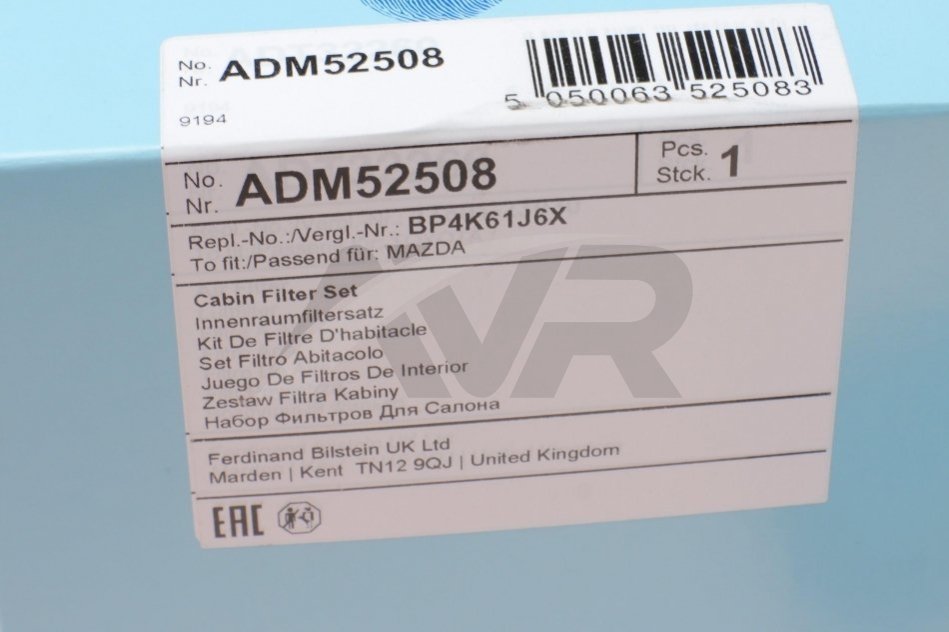 No. ADM52508
Nr.
9194
5 050063 525083
No. ADM52508
Nr.
Pcs. 1
Stck.
Repl.-No.:/Vergl.-Nr.: BP4K61J6X
To fit:/Passend für: MAZDA
Cabin Filter Set
Innenraumfiltersatz
Kit De Filtre D'habitacle
Set Filtro Abitacolo
Juego De Filtros De Interior
Zestaw Filtra Kabiny
Набор Фильтров Для Салона
Ferdinand Bilstein UK Ltd
Marden | Kent TN12 9QJ | United Kingdom
EAC
AVR